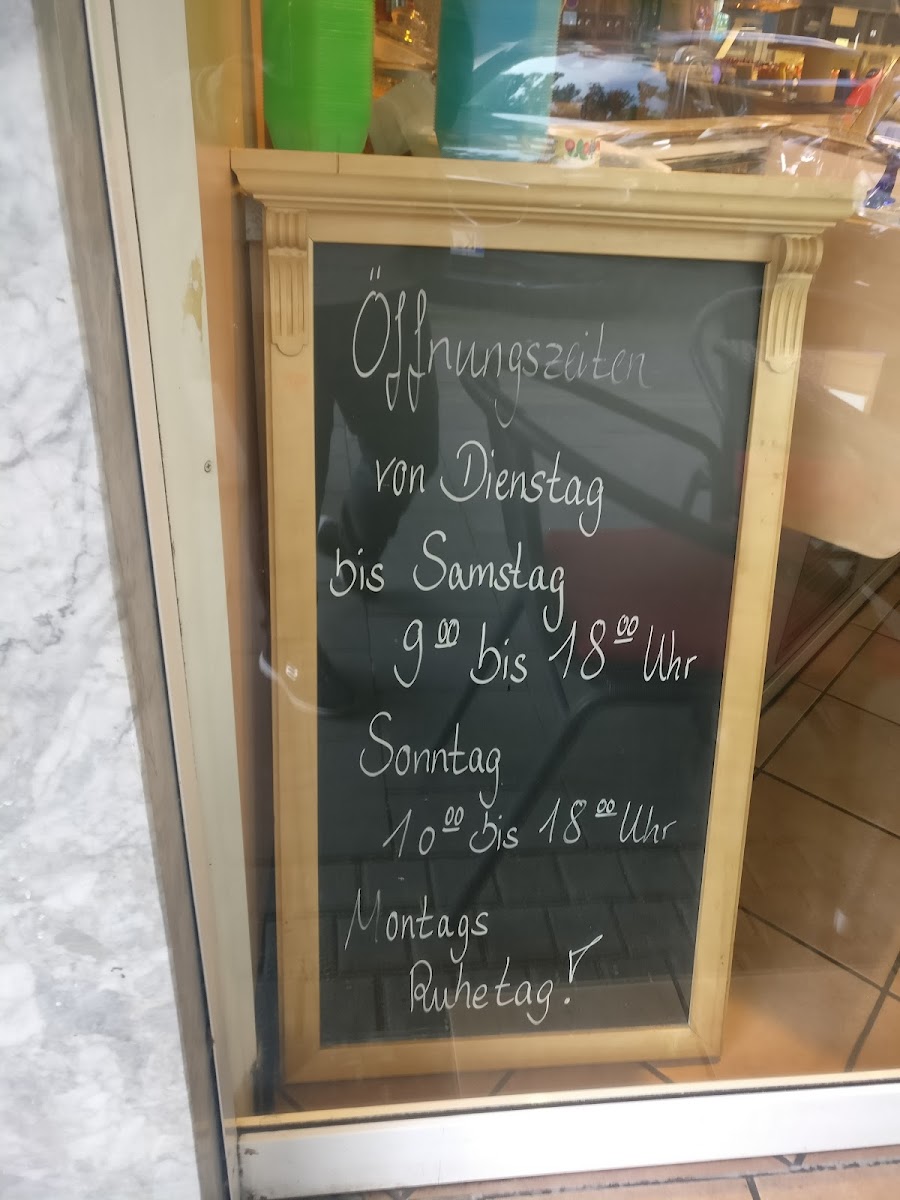 Öffnungszeiten
von Dienstag
bis Samstag
9⁰⁰ bis 18⁰⁰ Uhr
Sonntag
10⁰⁰ bis 18⁰⁰ Uhr
Montags
Ruhetag!